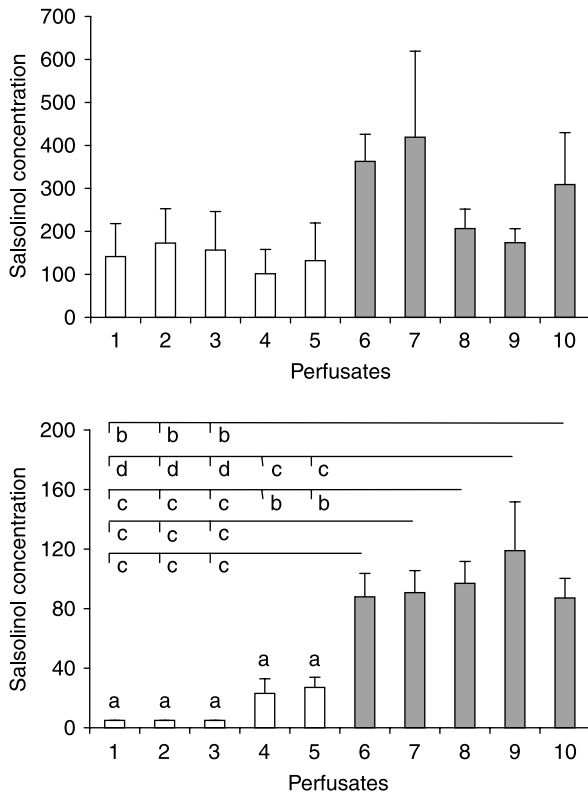 Salsolinol concentration
700
600
500
400
300
200
100
0
1 2 3 4 5 6 7 8 9 10
Perfusates
Salsolinol concentration
200
160
120
80
40
0
b b b
d d d c c
c c c b b
c c c
c c c
a a a a a
1 2 3 4 5 6 7 8 9 10
Perfusates